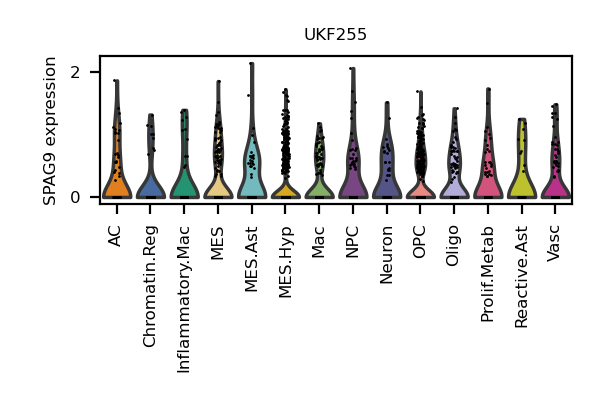 UKF255
SPAG9 expression
2
0
AC
Chromatin.Reg
Inflammatory.Mac
MES
MES.Ast
MES.Hyp
Mac
NPC
Neuron
OPC
Oligo
Prolif.Metab
Reactive.Ast
Vasc